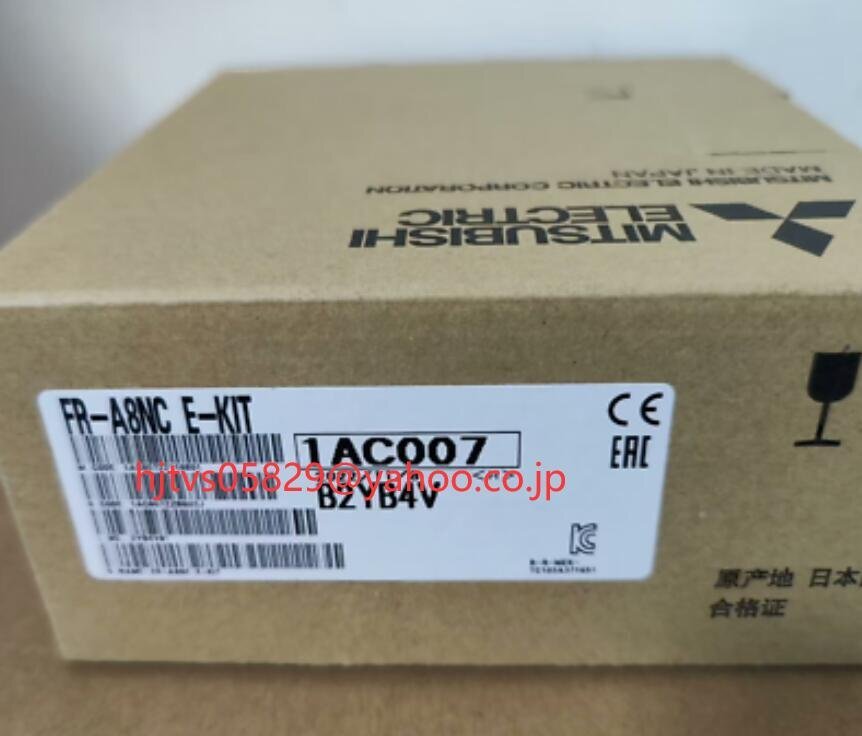 MITSUBISHI ELECTRIC CORPORATION
MADE IN JAPAN
MITSUBISHI
ELECTRIC
FR-A8NC E-KIT
1AC007
hjtvs05829@yahoo.co.jp
B2YB4V
CE
EAC
原产地 日本
合格证